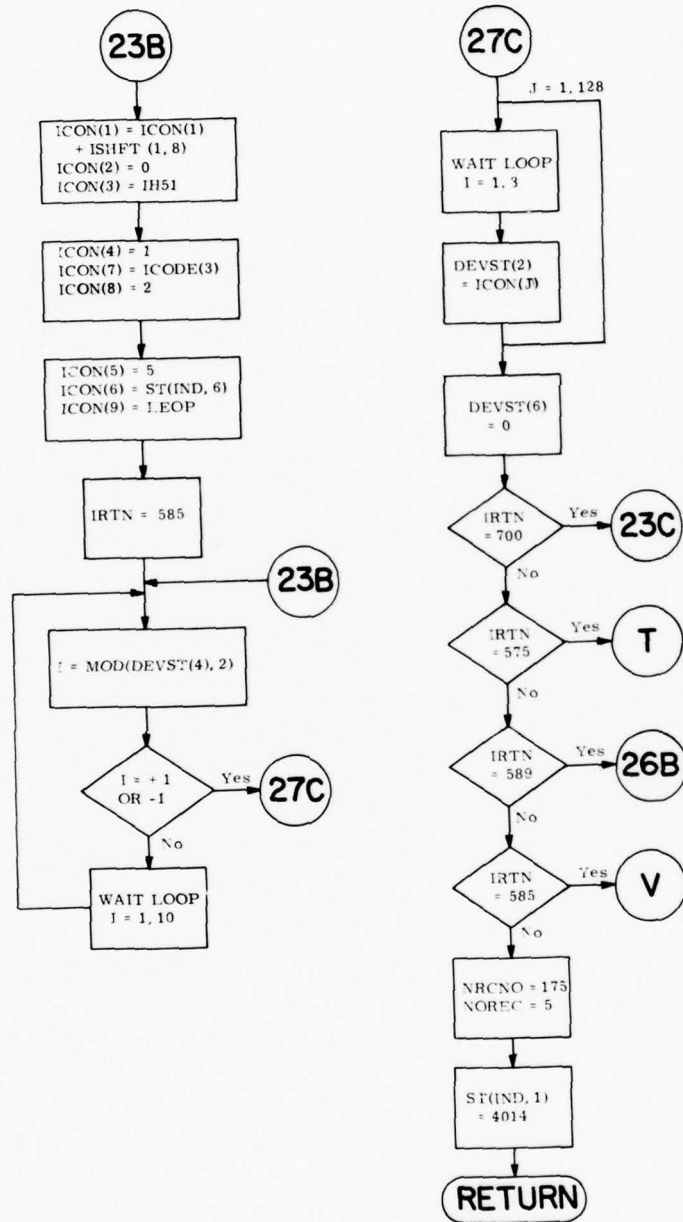 23B
ICON(1) = ICON(1)
+ ISHFT (1, 8)
ICON(2) = 0
ICON(3) = IH51
ICON(4) = 1
ICON(7) = ICODE(3)
ICON(8) = 2
ICON(5) = 5
ICON(6) = ST(IND, 6)
ICON(9) = LEOP
IRTN = 585
23B
I = MOD(DEVST(4), 2)
I = + 1
OR -1
Yes
27C
No
WAIT LOOP
J = 1, 10
27C
J = 1, 128
WAIT LOOP
I = 1, 3
DEVST(2)
= ICON(J)
DEVST(6)
= 0
IRTN
= 700
Yes
23C
No
IRTN
= 575
Yes
T
No
IRTN
= 589
Yes
26B
No
IRTN
= 585
Yes
V
No
NRCNO = 175
NOREC = 5
ST(IND, 1)
= 4014
RETURN